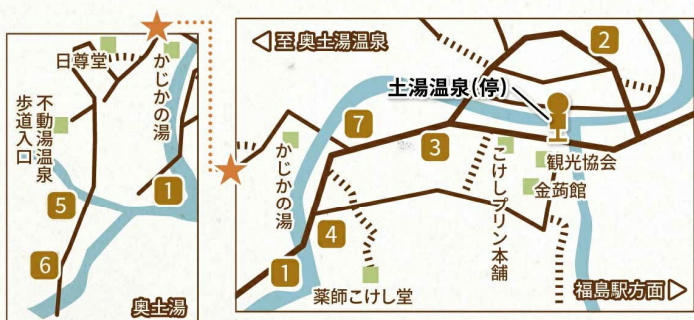 日尊堂
かじかの湯
不動湯温泉
歩道入口
1
5
6
奥土湯
至 奥土湯温泉
2
土湯温泉(停)
7
3
かじかの湯
こけしプリン本舗
観光協会
金蒟館
4
1
薬師こけし堂
福島駅方面